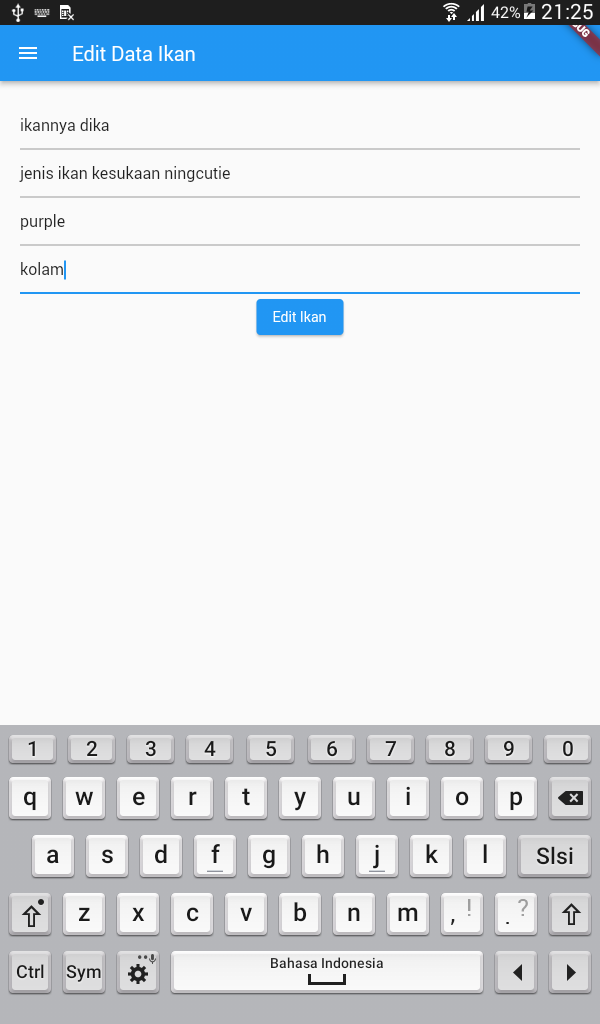 42% 21:25
Edit Data Ikan
ikannya dika
jenis ikan kesukaan ningcutie
purple
kolam
Edit Ikan
1 2 3 4 5 6 7 8 9 0
q w e r t y u i o p
a s d f g h j k l Slsi
z x c v b n m , ! . ?
Ctrl Sym Bahasa Indonesia